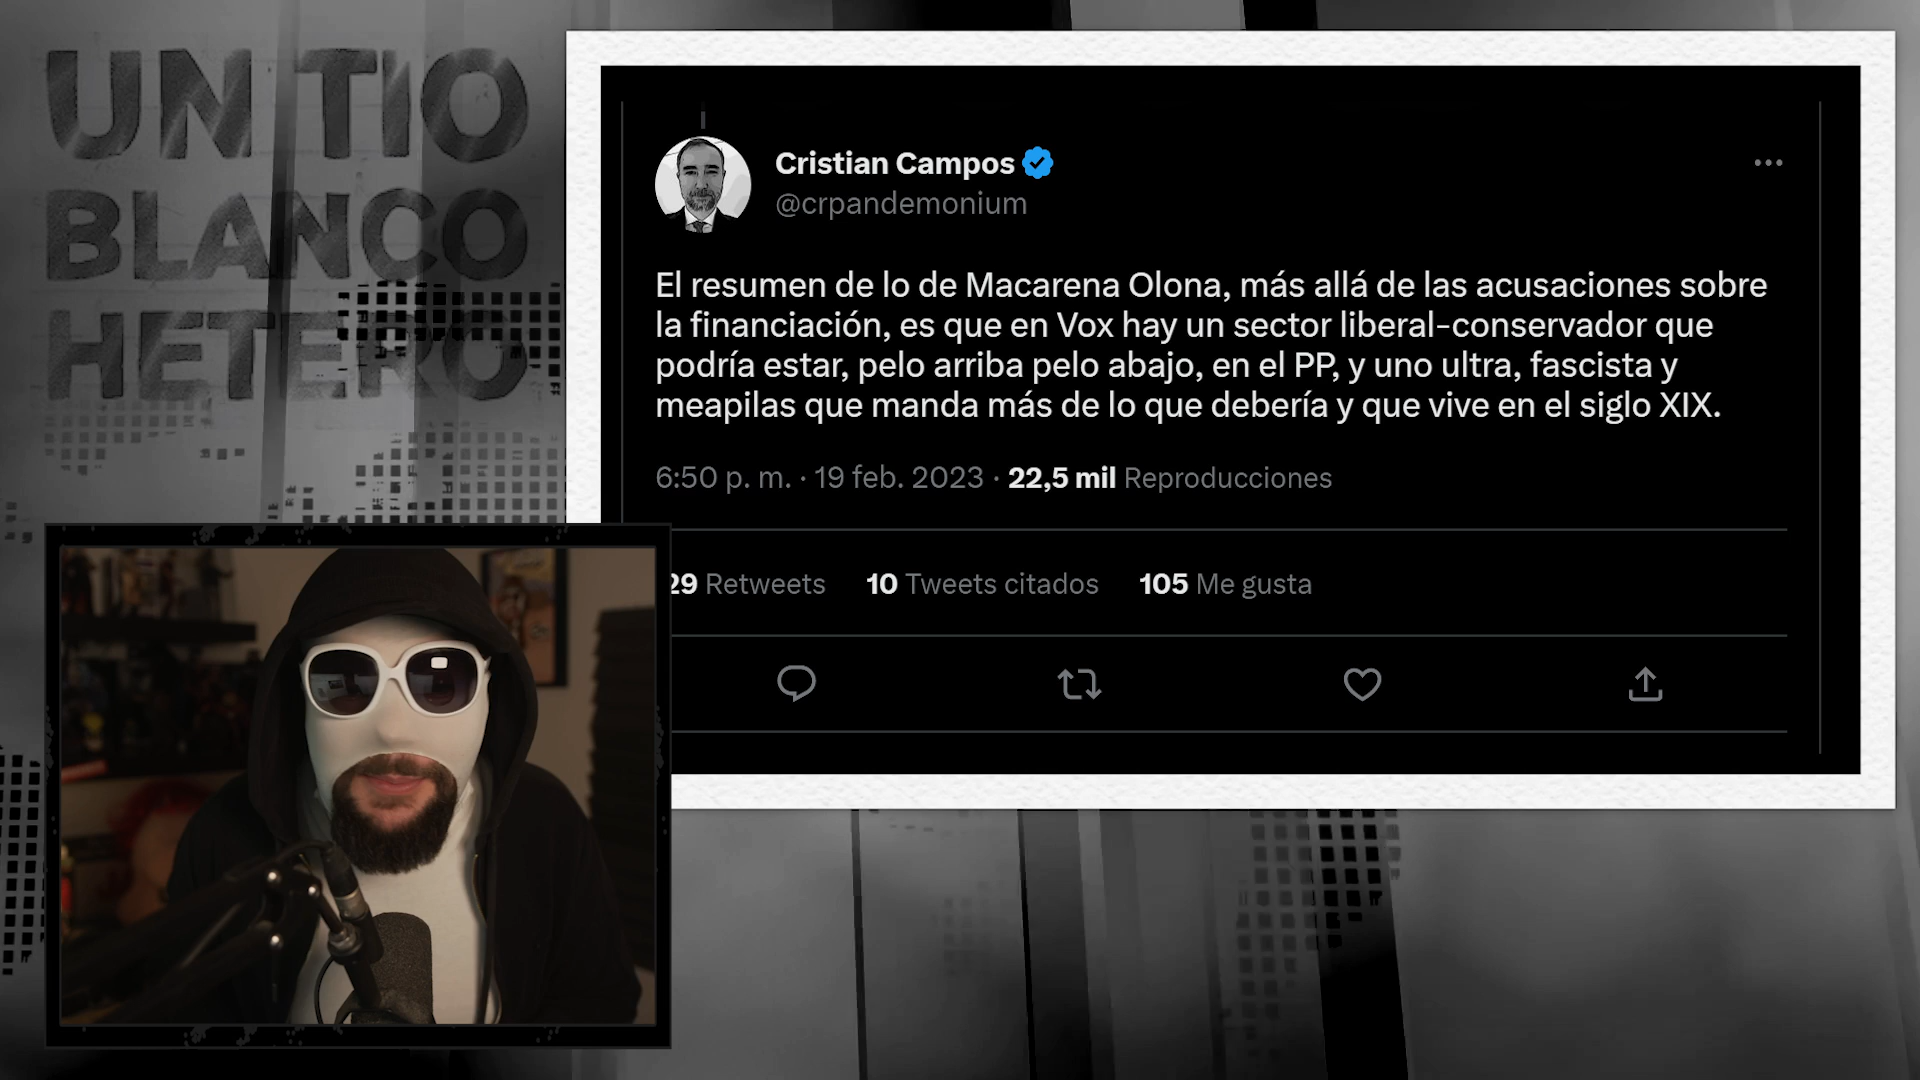 UN TIO
BLANCO
HETERO
Cristian Campos
@crpandemonium
El resumen de lo de Macarena Olona, más allá de las acusaciones sobre
la financiación, es que en Vox hay un sector liberal-conservador que
podría estar, pelo arriba pelo abajo, en el PP, y uno ultra, fascista y
meapilas que manda más de lo que debería y que vive en el siglo XIX.
6:50 p. m. · 19 feb. 2023 · 22,5 mil Reproducciones
29 Retweets 10 Tweets citados 105 Me gusta